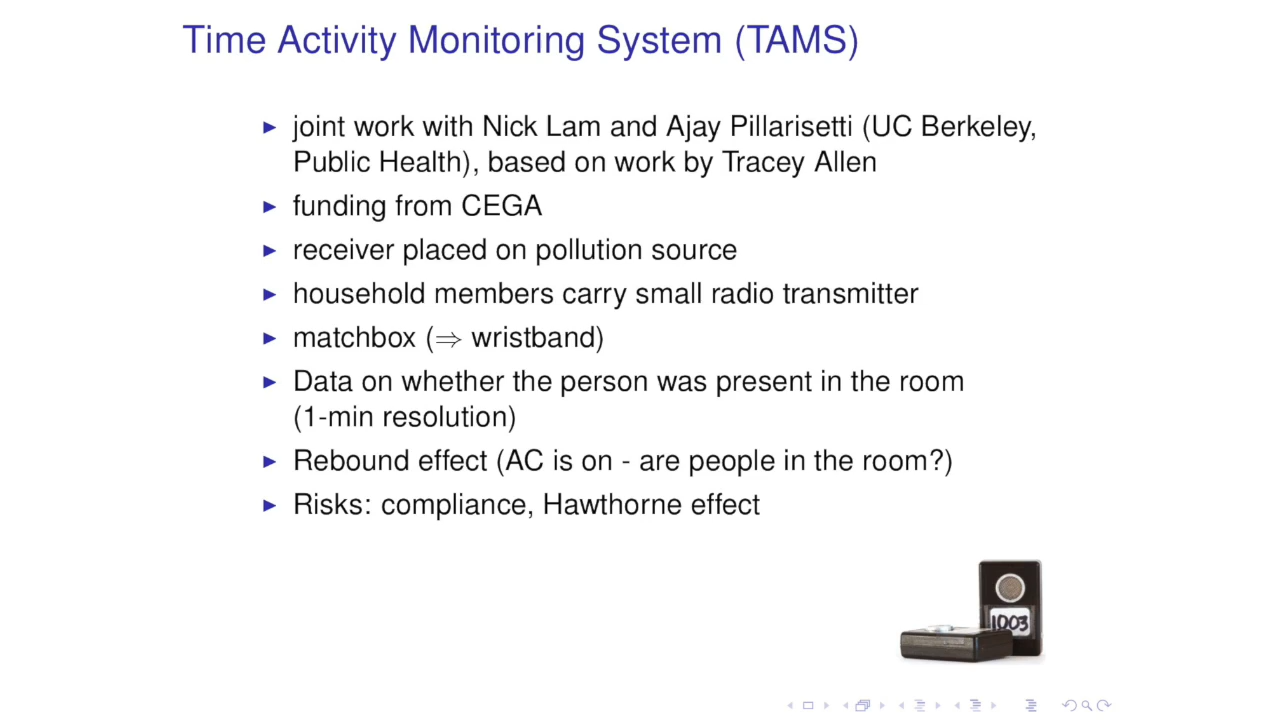 Time Activity Monitoring System (TAMS)
joint work with Nick Lam and Ajay Pillarisetti (UC Berkeley,
Public Health), based on work by Tracey Allen
funding from CEGA
receiver placed on pollution source
household members carry small radio transmitter
matchbox (⇒ wristband)
Data on whether the person was present in the room
(1-min resolution)
Rebound effect (AC is on - are people in the room?)
Risks: compliance, Hawthorne effect
1003